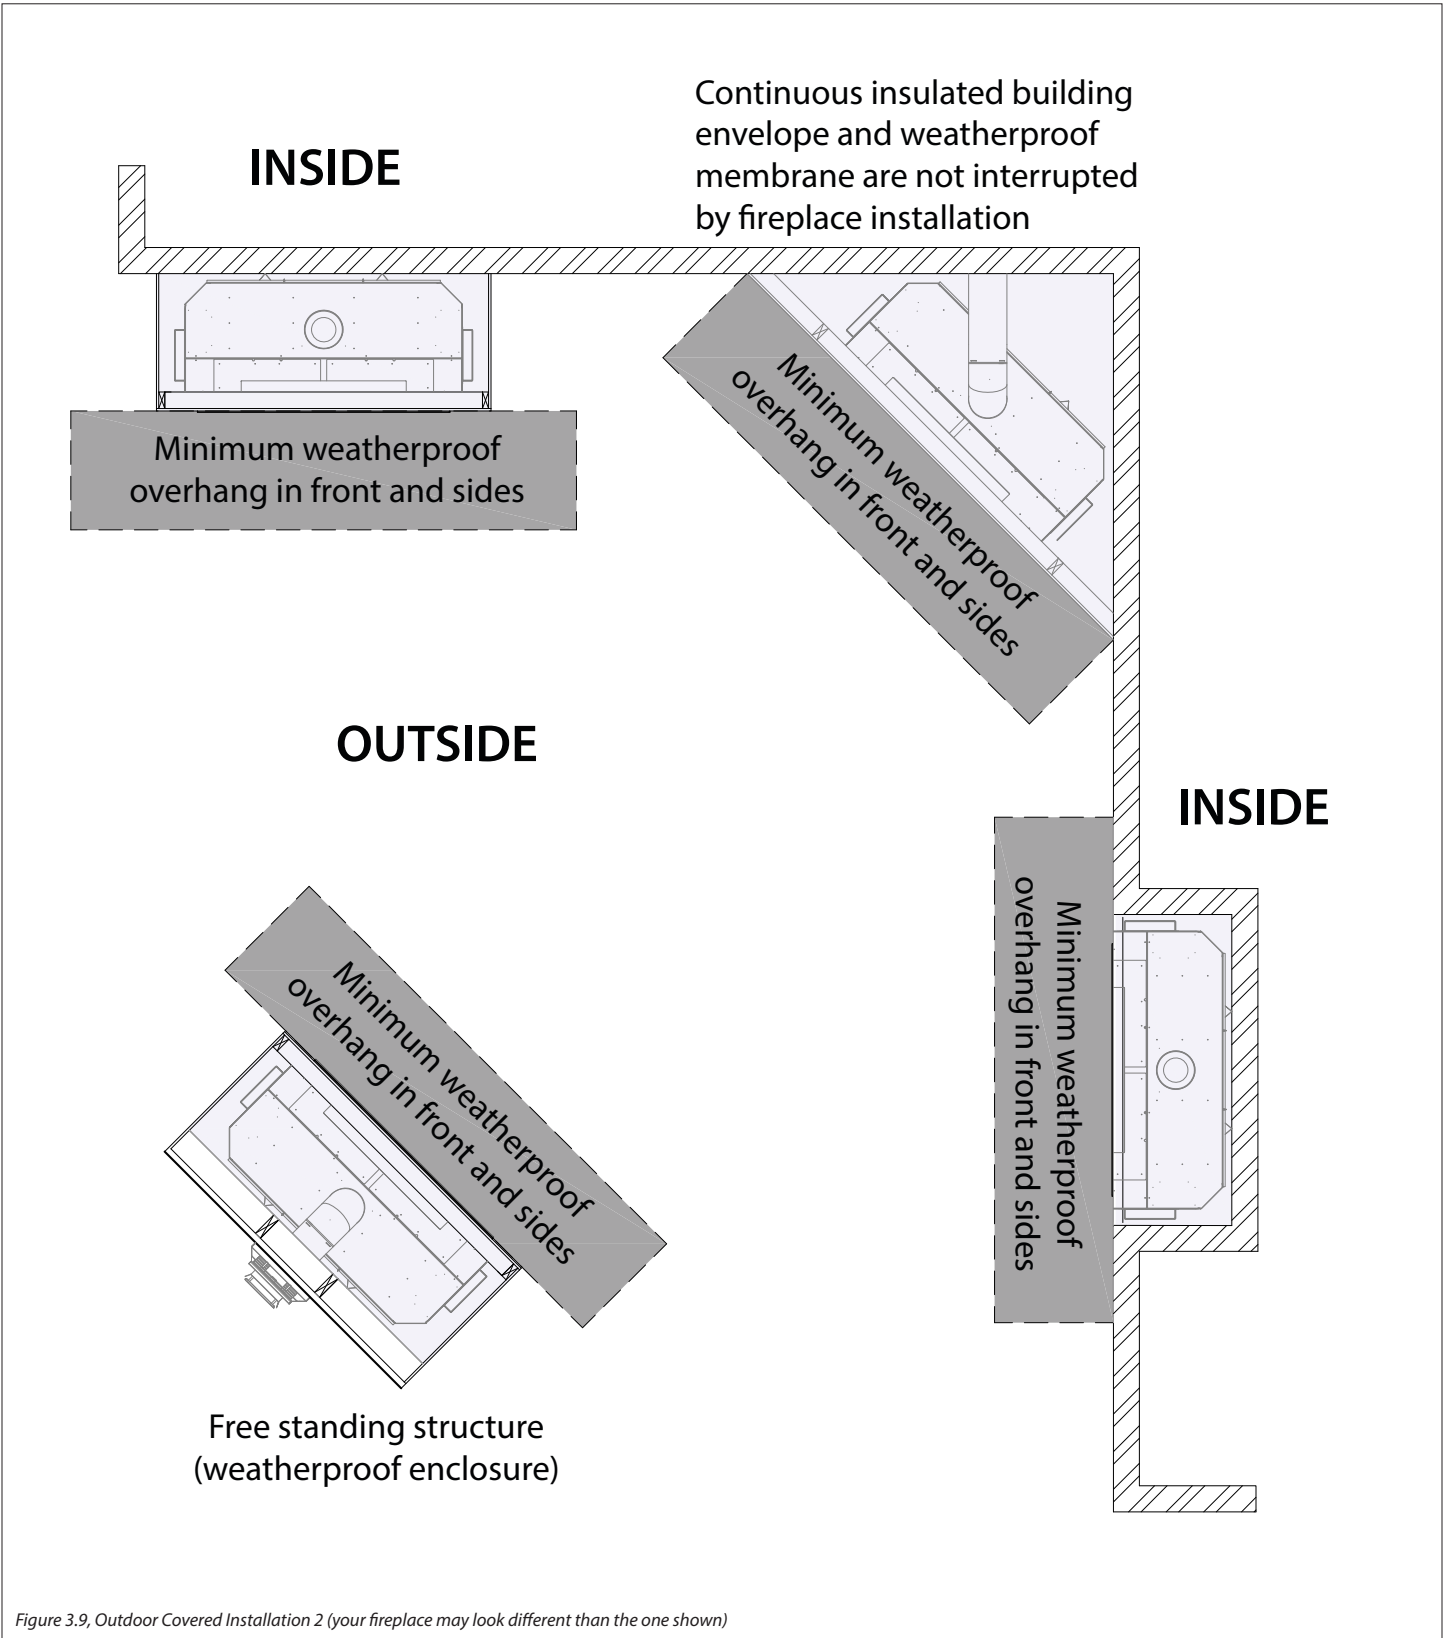 Continuous insulated building
envelope and weatherproof
membrane are not interrupted
by fireplace installation
INSIDE
Minimum weatherproof
overhang in front and sides
Minimum weatherproof
overhang in front and sides
OUTSIDE
INSIDE
Minimum weatherproof
overhang in front and sides
Minimum weatherproof
overhang in front and sides
Free standing structure
(weatherproof enclosure)
Figure 3.9, Outdoor Covered Installation 2 (your fireplace may look different than the one shown)